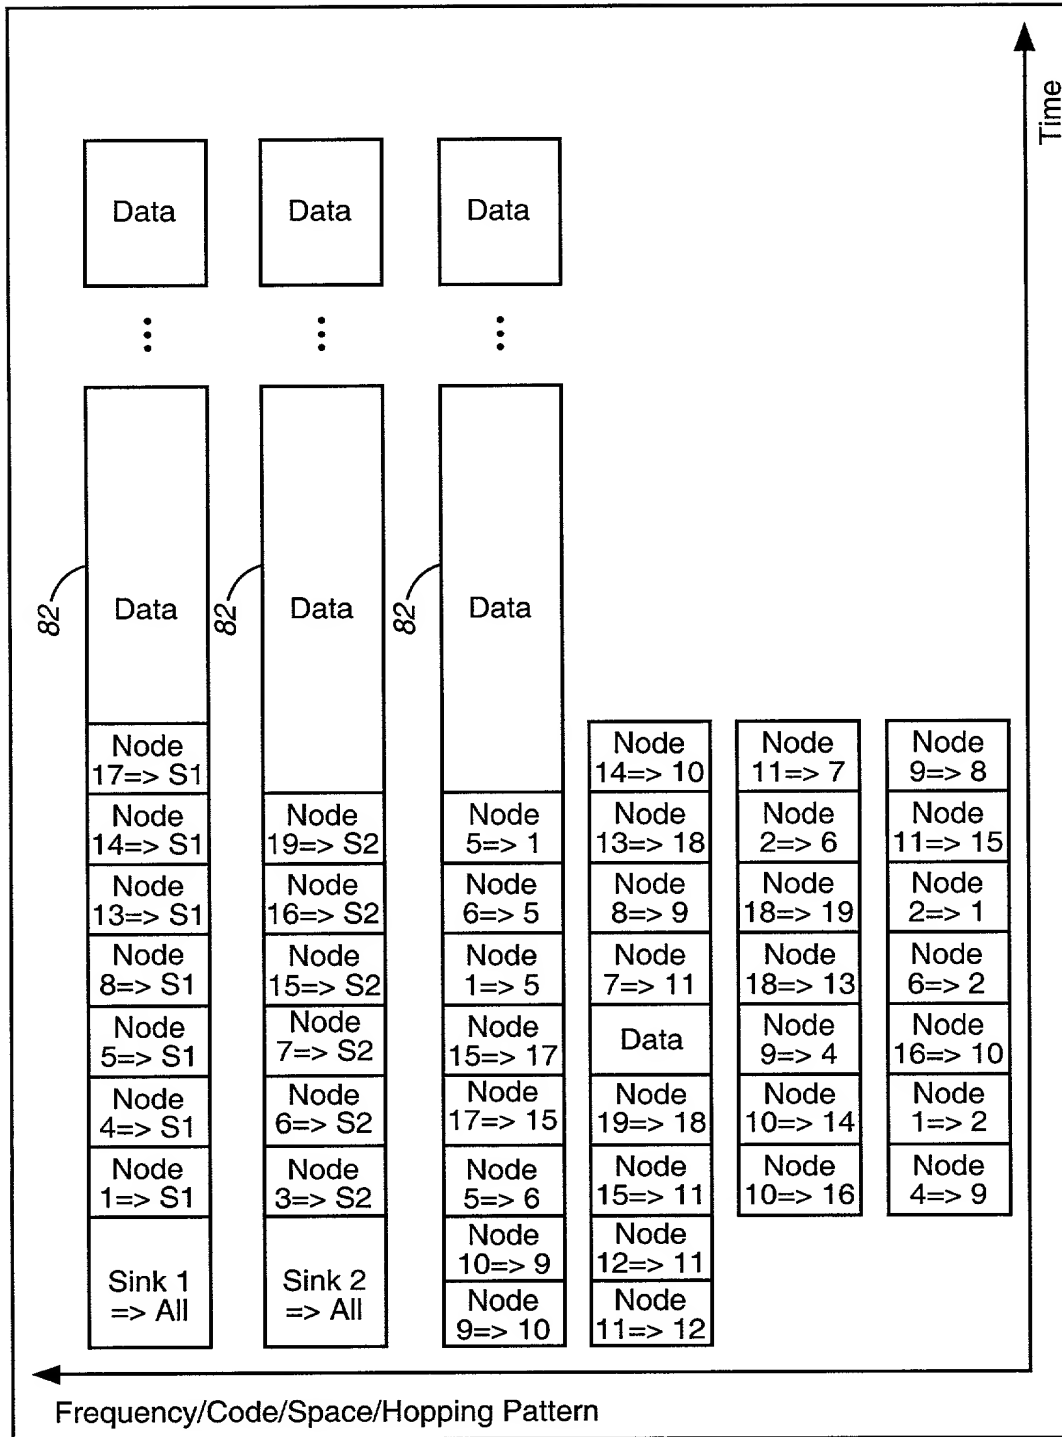 Time
Data
Data
Data
...
...
...
82
Data
82
Data
82
Data
Node
17=> S1
Node
14=> S1
Node
13=> S1
Node
8=> S1
Node
5=> S1
Node
4=> S1
Node
1=> S1
Sink 1
=> All
Node
19=> S2
Node
16=> S2
Node
15=> S2
Node
7=> S2
Node
6=> S2
Node
3=> S2
Sink 2
=> All
Node
5=> 1
Node
6=> 5
Node
1=> 5
Node
15=> 17
Node
17=> 15
Node
5=> 6
Node
10=> 9
Node
9=> 10
Node
14=> 10
Node
13=> 18
Node
8=> 9
Node
7=> 11
Data
Node
19=> 18
Node
15=> 11
Node
12=> 11
Node
11=> 12
Node
11=> 7
Node
2=> 6
Node
18=> 19
Node
18=> 13
Node
9=> 4
Node
10=> 14
Node
10=> 16
Node
9=> 8
Node
11=> 15
Node
2=> 1
Node
6=> 2
Node
16=> 10
Node
1=> 2
Node
4=> 9
Frequency/Code/Space/Hopping Pattern